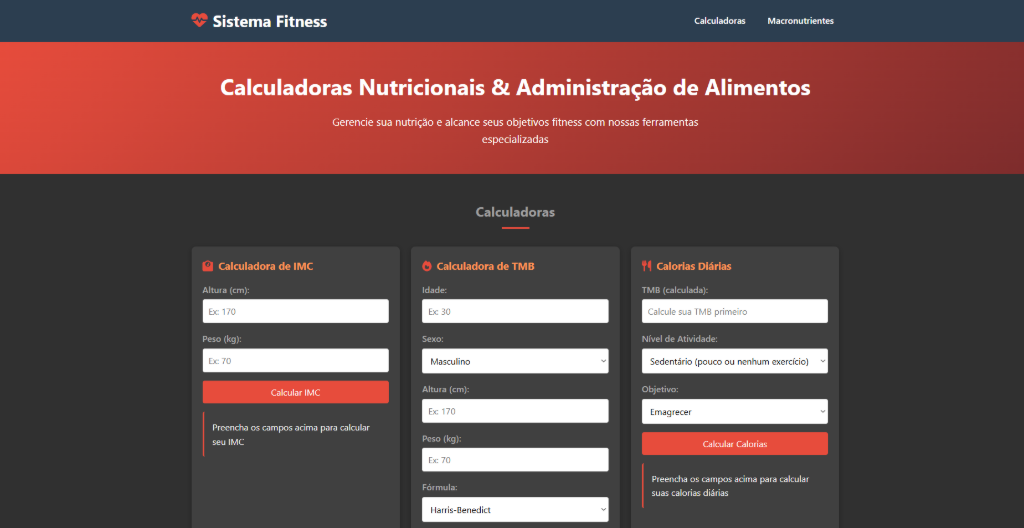 Sistema Fitness
Calculadoras
Macronutrientes
Calculadoras Nutricionais & Administração de Alimentos
Gerencie sua nutrição e alcance seus objetivos fitness com nossas ferramentas
especializadas
Calculadoras
Calculadora de IMC
Altura (cm):
Ex: 170
Peso (kg):
Ex: 70
Calcular IMC
Preencha os campos acima para calcular
seu IMC
Calculadora de TMB
Idade:
Ex: 30
Sexo:
Masculino
Altura (cm):
Ex: 170
Peso (kg):
Ex: 70
Fórmula:
Harris-Benedict
Calorias Diárias
TMB (calculada):
Calcule sua TMB primeiro
Nível de Atividade:
Sedentário (pouco ou nenhum exercício)
Objetivo:
Emagrecer
Calcular Calorias
Preencha os campos acima para calcular
suas calorias diárias